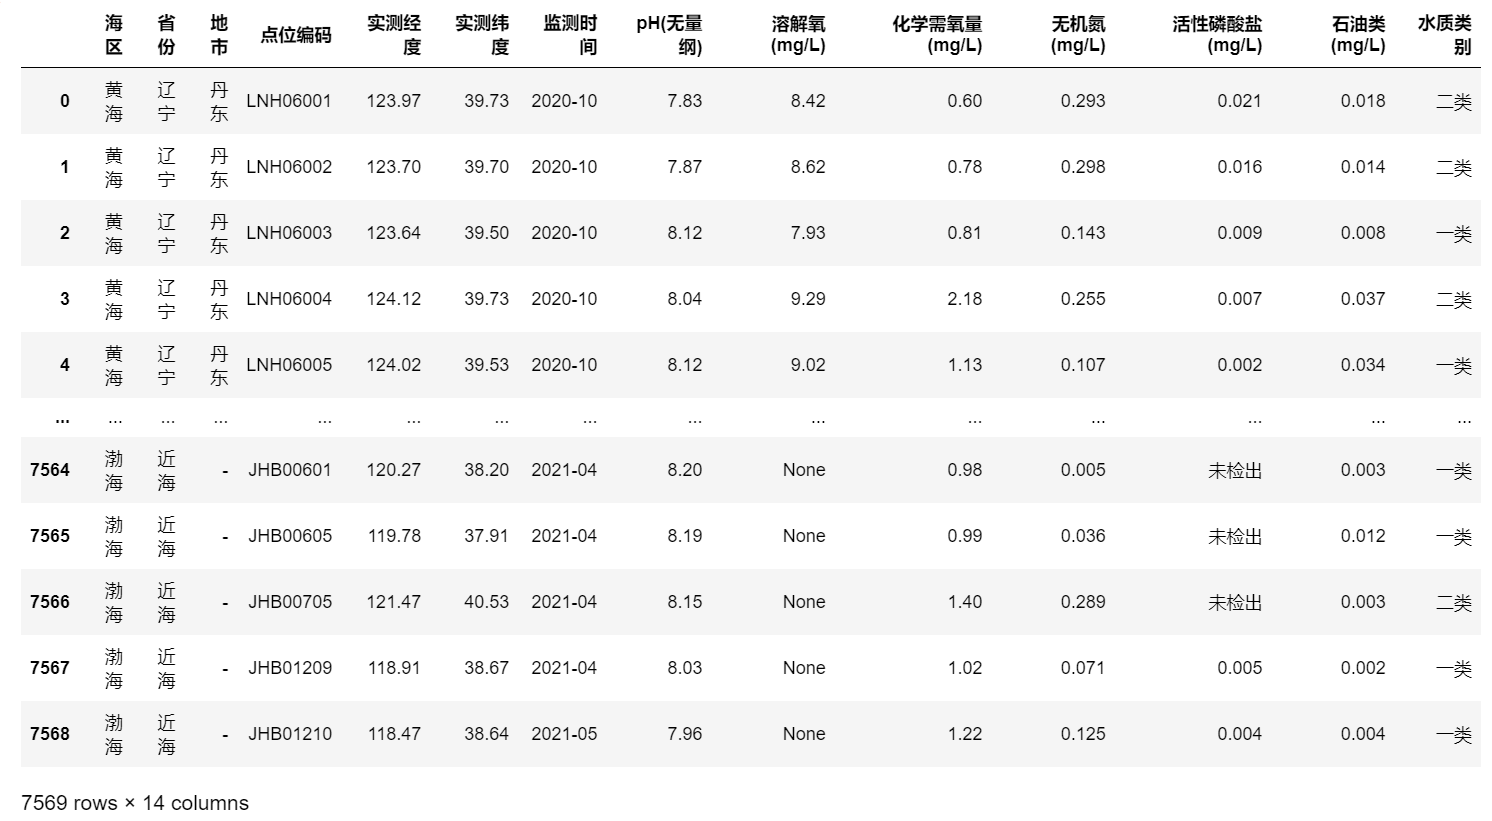 海区 省份 地市 点位编码 实测经度 实测纬度 监测时间 pH(无量纲) 溶解氧(mg/L) 化学需氧量(mg/L) 无机氮(mg/L) 活性磷酸盐(mg/L) 石油类(mg/L) 水质类别
0 黄海 辽宁 丹东 LNH06001 123.97 39.73 2020-10 7.83 8.42 0.60 0.293 0.021 0.018 二类
1 黄海 辽宁 丹东 LNH06002 123.70 39.70 2020-10 7.87 8.62 0.78 0.298 0.016 0.014 二类
2 黄海 辽宁 丹东 LNH06003 123.64 39.50 2020-10 8.12 7.93 0.81 0.143 0.009 0.008 一类
3 黄海 辽宁 丹东 LNH06004 124.12 39.73 2020-10 8.04 9.29 2.18 0.255 0.007 0.037 二类
4 黄海 辽宁 丹东 LNH06005 124.02 39.53 2020-10 8.12 9.02 1.13 0.107 0.002 0.034 一类
... ... ... ... ... ... ... ... ... ... ... ... ... ... ...
7564 渤海 近海 - JHB00601 120.27 38.20 2021-04 8.20 None 0.98 0.005 未检出 0.003 一类
7565 渤海 近海 - JHB00605 119.78 37.91 2021-04 8.19 None 0.99 0.036 未检出 0.012 一类
7566 渤海 近海 - JHB00705 121.47 40.53 2021-04 8.15 None 1.40 0.289 未检出 0.003 二类
7567 渤海 近海 - JHB01209 118.91 38.67 2021-04 8.03 None 1.02 0.071 0.005 0.002 一类
7568 渤海 近海 - JHB01210 118.47 38.64 2021-05 7.96 None 1.22 0.125 0.004 0.004 一类
7569 rows × 14 columns